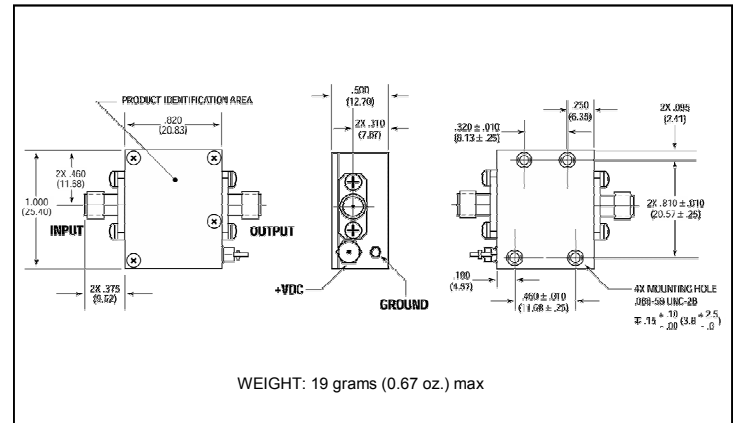 PRODUCT IDENTIFICATION AREA
.820
(20.83)
2X .460
(11.68)
1.000
(25.40)
INPUT
OUTPUT
2X .375
(9.52)
.500
(12.70)
2X .310
(7.87)
+VDC
GROUND
.250
(6.35)
2X .095
(2.41)
.320 ± .010
(8.13 ± .25)
2X .810 ± .010
(20.57 ± .25)
.460 ± .010
(11.68 ± .25)
4X MOUNTING HOLE
UNC-2B
WEIGHT: 19 grams (0.67 oz.) max